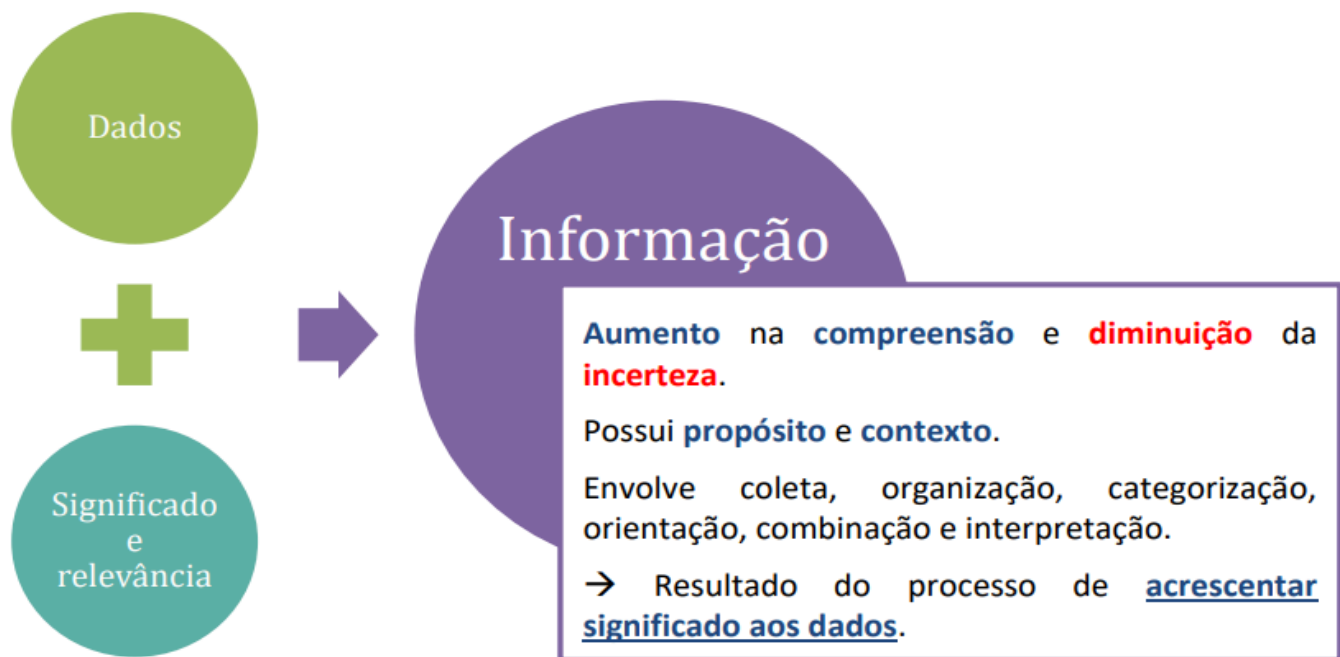 Dados
Significado
e
relevância
Informação
Aumento na compreensão e diminuição da
incerteza.
Possui propósito e contexto.
Envolve coleta, organização, categorização,
orientação, combinação e interpretação.
→ Resultado do processo de acrescentar
significado aos dados.